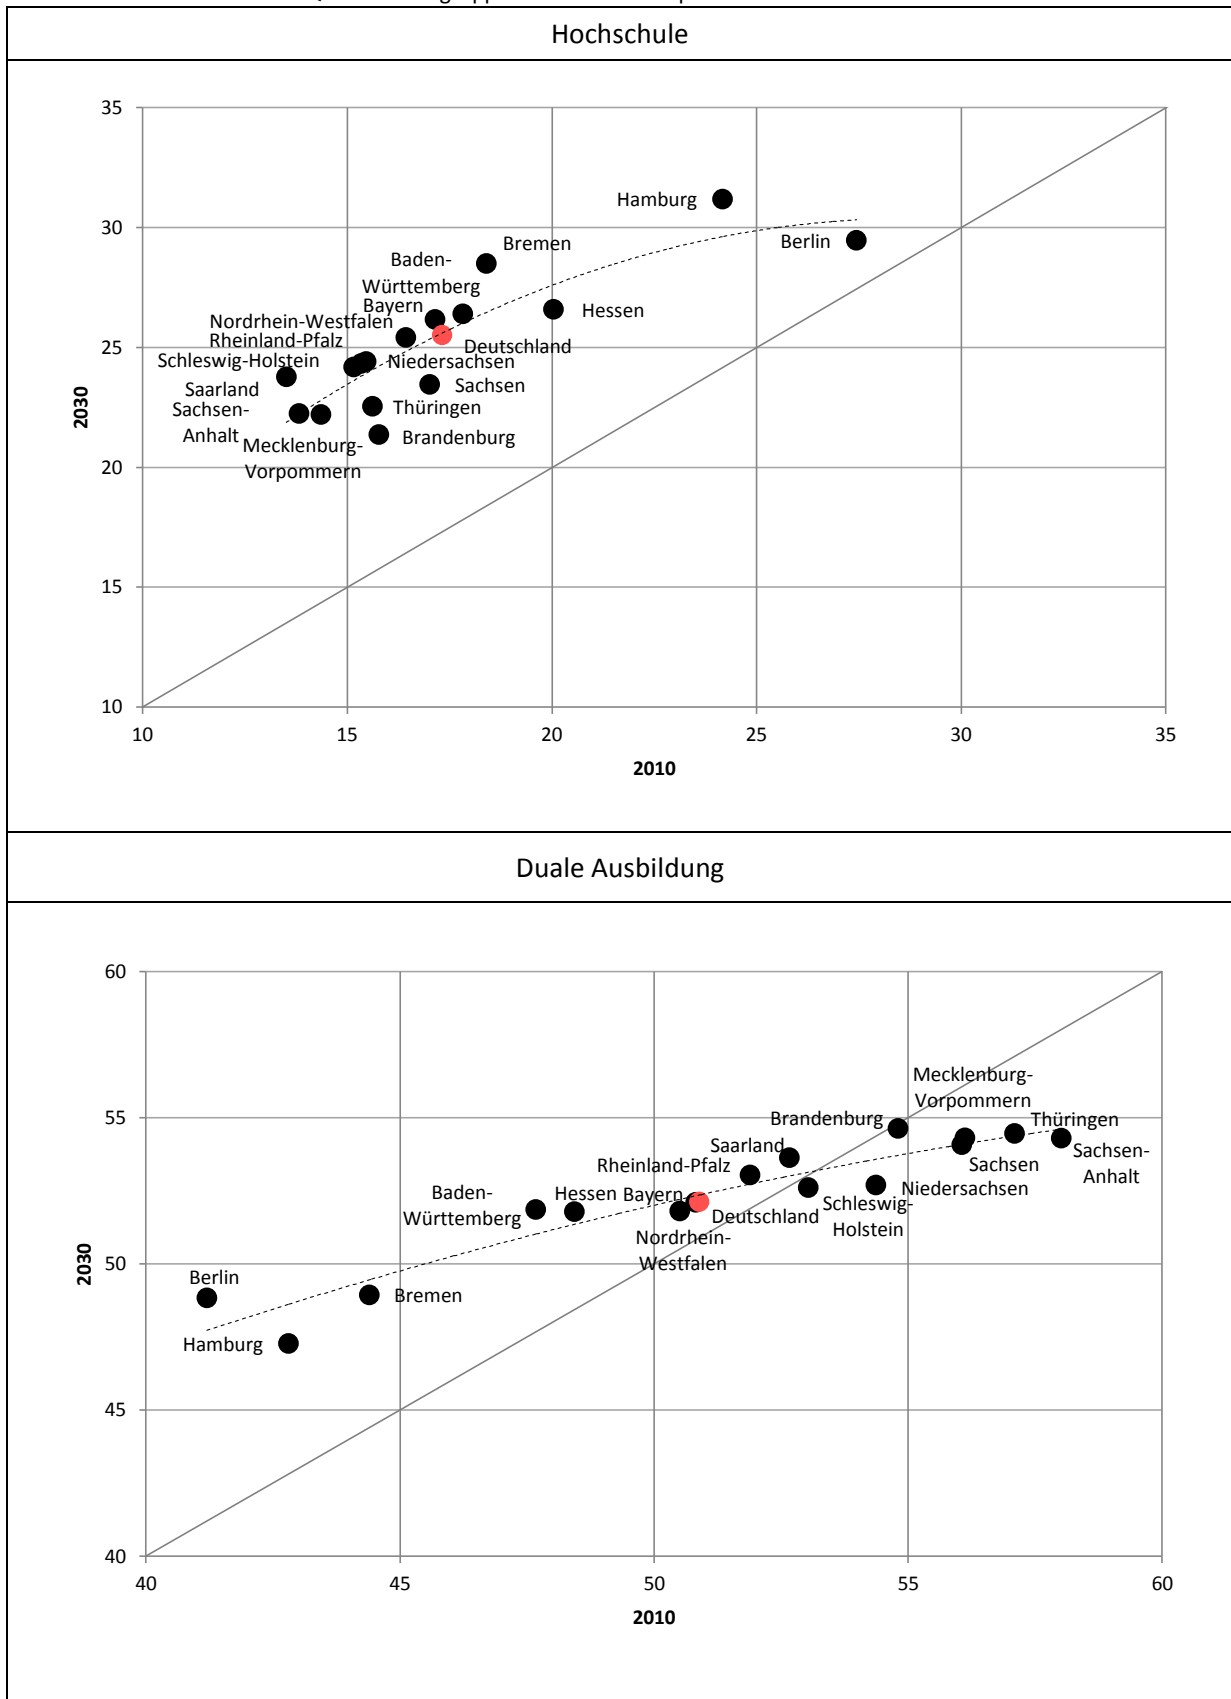 Hochschule
35
30
25
20
15
10
2030
Hamburg
Berlin
Bremen
Baden-
Württemberg
Bayern
Hessen
Nordrhein-Westfalen
Rheinland-Pfalz
Deutschland
Schleswig-Holstein
Niedersachsen
Sachsen
Saarland
Sachsen-
Anhalt
Thüringen
Brandenburg
Mecklenburg-
Vorpommern
10
15
20
25
30
35
2010
Duale Ausbildung
60
55
50
45
40
2030
Mecklenburg-
Vorpommern
Brandenburg
Thüringen
Saarland
Sachsen
Sachsen-
Anhalt
Rheinland-Pfalz
Niedersachsen
Baden-
Württemberg
Hessen
Bayern
Schleswig-
Holstein
Deutschland
Nordrhein-
Westfalen
Berlin
Bremen
Hamburg
40
45
50
55
60
2010